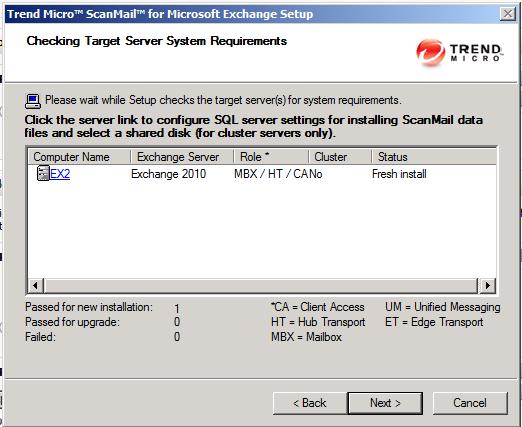 Trend Micro™ ScanMail™ for Microsoft Exchange Setup
Checking Target Server System Requirements
TREND
MICRO
Please wait while Setup checks the target server(s) for system requirements.
Click the server link to configure SQL server settings for installing ScanMail data
files and select a shared disk (for cluster servers only).
Computer Name Exchange Server Role * Cluster Status
EX2 Exchange 2010 MBX / HT / CA No Fresh install
Passed for new installation: 1 *CA = Client Access UM = Unified Messaging
Passed for upgrade: 0 HT = Hub Transport ET = Edge Transport
Failed: 0 MBX = Mailbox
< Back Next > Cancel